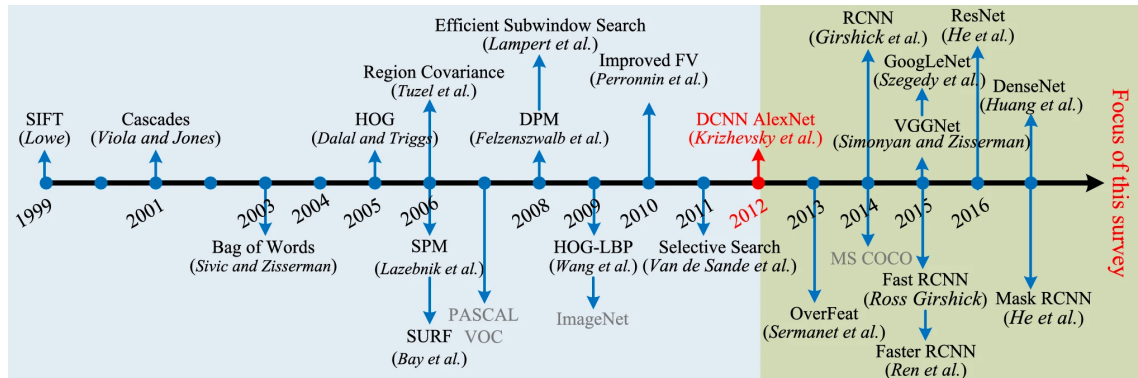 Efficient Subwindow Search
(Lampert et al.)
RCNN
(Girshick et al.)
ResNet
(He et al.)
Region Covariance
(Tuzel et al.)
Improved FV
(Perronnin et al.)
GoogLeNet
(Szegedy et al.)
DenseNet
(Huang et al.)
SIFT
(Lowe)
Cascades
(Viola and Jones)
HOG
(Dalal and Triggs)
DPM
(Felzenszwalb et al.)
DCNN AlexNet
(Krizhevsky et al.)
VGGNet
(Simonyan and Zisserman)
1999
2001
2003
2004
2005
2006
2008
2009
2010
2011
2012
2013
2014
2015
2016
Bag of Words
(Sivic and Zisserman)
SPM
(Lazebnik et al.)
SURF
(Bay et al.)
PASCAL
VOC
HOG-LBP
(Wang et al.)
ImageNet
Selective Search
(Van de Sande et al.)
OverFeat
(Sermanet et al.)
MS COCO
Fast RCNN
(Ross Girshick)
Faster RCNN
(Ren et al.)
Mask RCNN
(He et al.)
Focus of this survey